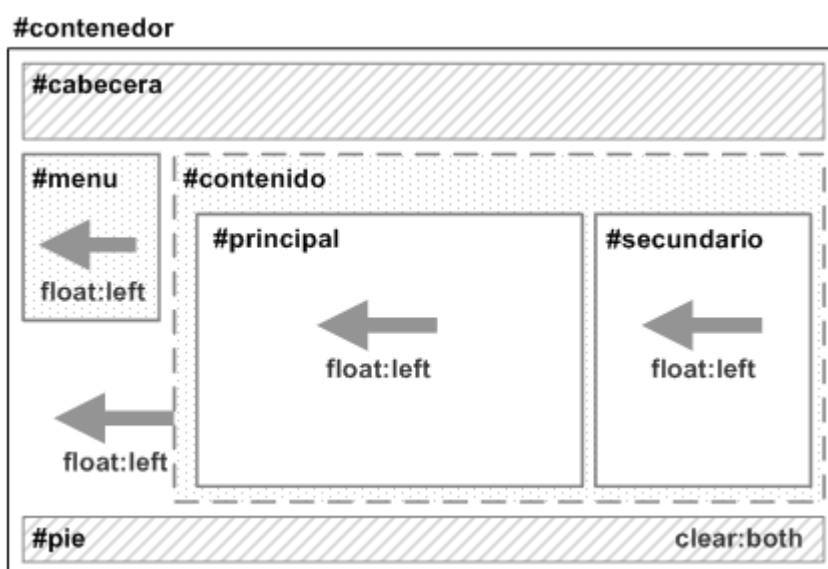 #contenedor
#cabecera
#menu
#contenido
#principal
#secundario
float:left
float:left
float:left
float:left
#pie
clear:both